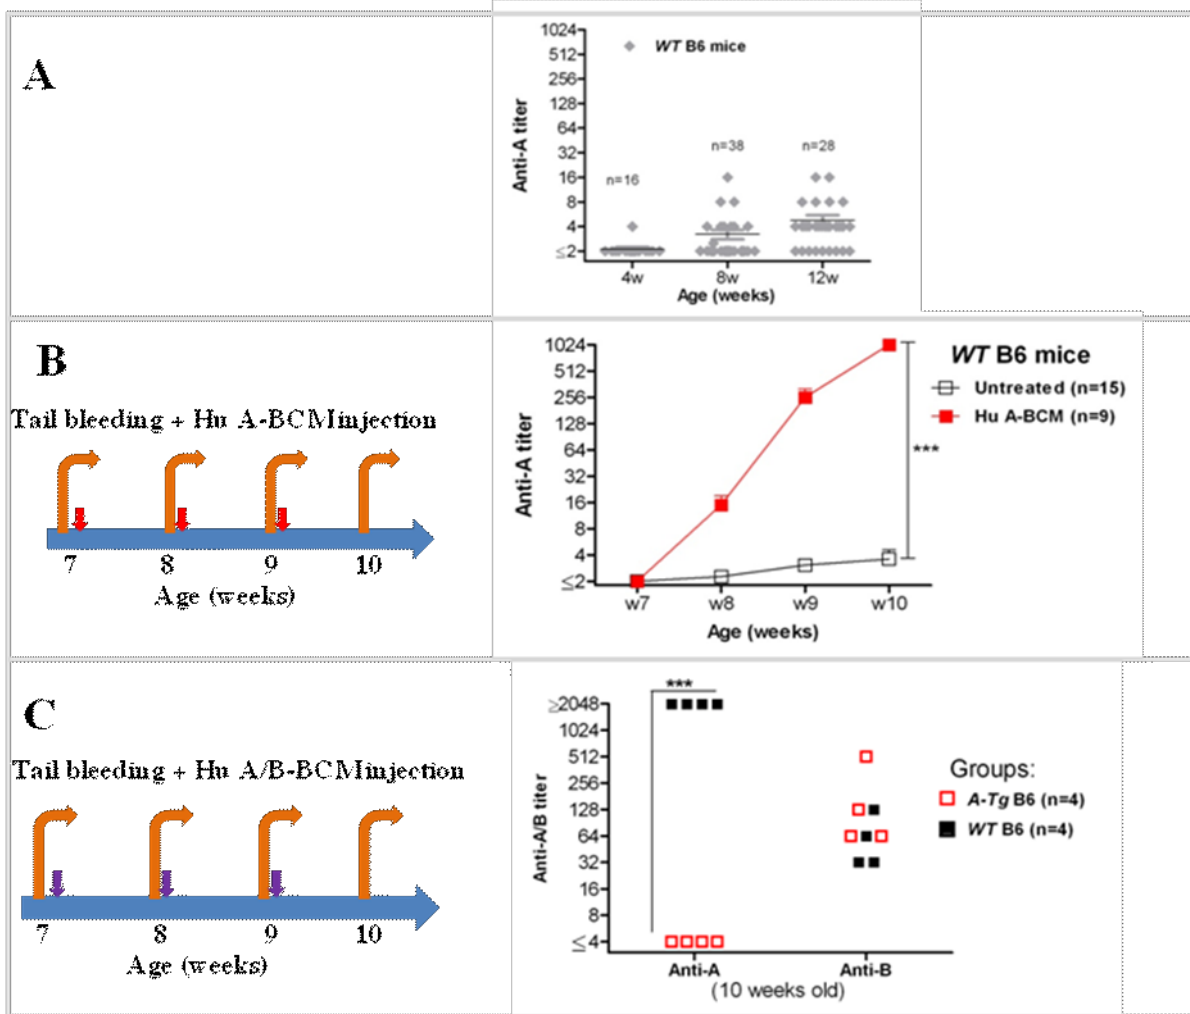 A
1024
512
256
128
64
32
16
8
4
≤2
Anti-A titer
WT B6 mice
n=16
n=38
n=28
4w
8w
12w
Age (weeks)
B
Tail bleeding + Hu A-BCMinjection
7
8
9
10
Age (weeks)
1024
512
256
128
64
32
16
8
4
≤2
Anti-A titer
w7
w8
w9
w10
Age (weeks)
***
WT B6 mice
Untreated (n=15)
Hu A-BCM (n=9)
C
Tail bleeding + Hu A/B-BCMinjection
7
8
9
10
Age (weeks)
***
≥2048
1024
512
256
128
64
32
16
8
≤4
Anti-A/B titer
Anti-A
Anti-B
(10 weeks old)
Groups:
A-Tg B6 (n=4)
WT B6 (n=4)